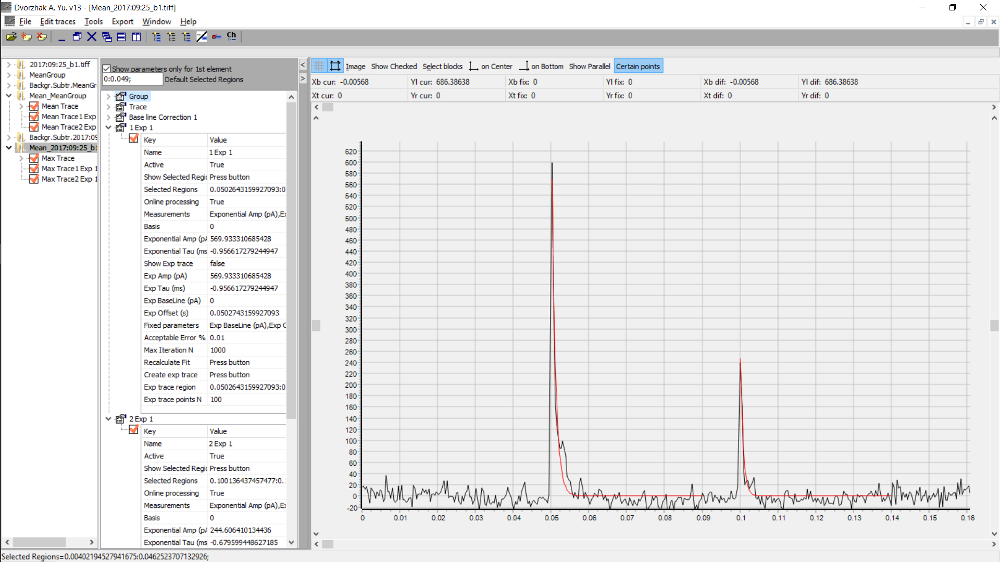 Dvorzhak A. Yu. v13 - [Mean_2017:09:25_b1.tiff]
File Edit traces Tools Export Window Help
Ch
2017:09:25_b1.tiff
MeanGroup
Backgr.Subtr.MeanGr
Mean_MeanGroup
Mean Trace
Mean Trace1 Exp
Mean Trace2 Exp
Backgr.Subtr.2017:09
Mean_2017:09:25_b1
Max Trace
Max Trace1 Exp 1
Max Trace2 Exp 1
Show parameters only for 1st element
0:0.049; Default Selected Regions
Group
Trace
Base line Correction 1
1 Exp 1
Key Value
Name 1 Exp 1
Active True
Show Selected Regic Press button
Selected Regions 0.0502643159927093:0
Online processing True
Measurements Exponential Amp (pA),Ex
Basis 0
Exponential Amp (pA 569.933310685428
Exponential Tau (ms -0.956617279244947
Show Exp trace false
Exp Amp (pA) 569.933310685428
Exp Tau (ms) -0.956617279244947
Exp BaseLine (pA) 0
Exp Offset (s) 0.0502743159927093
Fixed parameters Exp BaseLine (pA),Exp O
Acceptable Error % 0.01
Max Iteration N 1000
Recalculate Fit Press button
Create exp trace Press button
Exp trace region 0.0502643159927093:0
Exp trace points N 100
2 Exp 1
Key Value
Name 2 Exp 1
Active True
Show Selected Regic Press button
Selected Regions 0.100136437457477:0.
Online processing True
Measurements Exponential Amp (pA),Ex
Basis 0
Exponential Amp (pA 244.606410134436
Exponential Tau (ms -0.679599448627185
< >
Image Show Checked Select blocks on Center on Bottom Show Parallel Certain points
Xb cur: -0.00568 Yl cur: 686.38638 Xb fix: 0 Yl fix: 0 Xb dif: -0.00568 Yl dif: 686.38638
Xt cur: 0 Yr cur: 0 Xt fix: 0 Yr fix: 0 Xt dif: 0 Yr dif: 0
620
600
580
560
540
520
500
480
460
440
420
400
380
360
340
320
300
280
260
240
220
200
180
160
140
120
100
80
60
40
20
0
-20
0 0.01 0.02 0.03 0.04 0.05 0.06 0.07 0.08 0.09 0.1 0.11 0.12 0.13 0.14 0.15 0.16
Selected Regions=0.00402194527941675:0.0462523707132926;